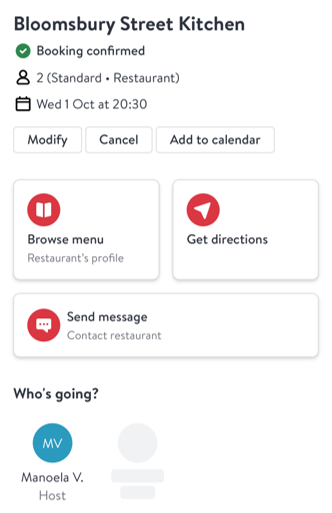 Bloomsbury Street Kitchen
Booking confirmed
2 (Standard • Restaurant)
Wed 1 Oct at 20:30
Modify Cancel Add to calendar
Browse menu
Restaurant's profile
Get directions
Send message
Contact restaurant
Who's going?
MV
Manoela V.
Host